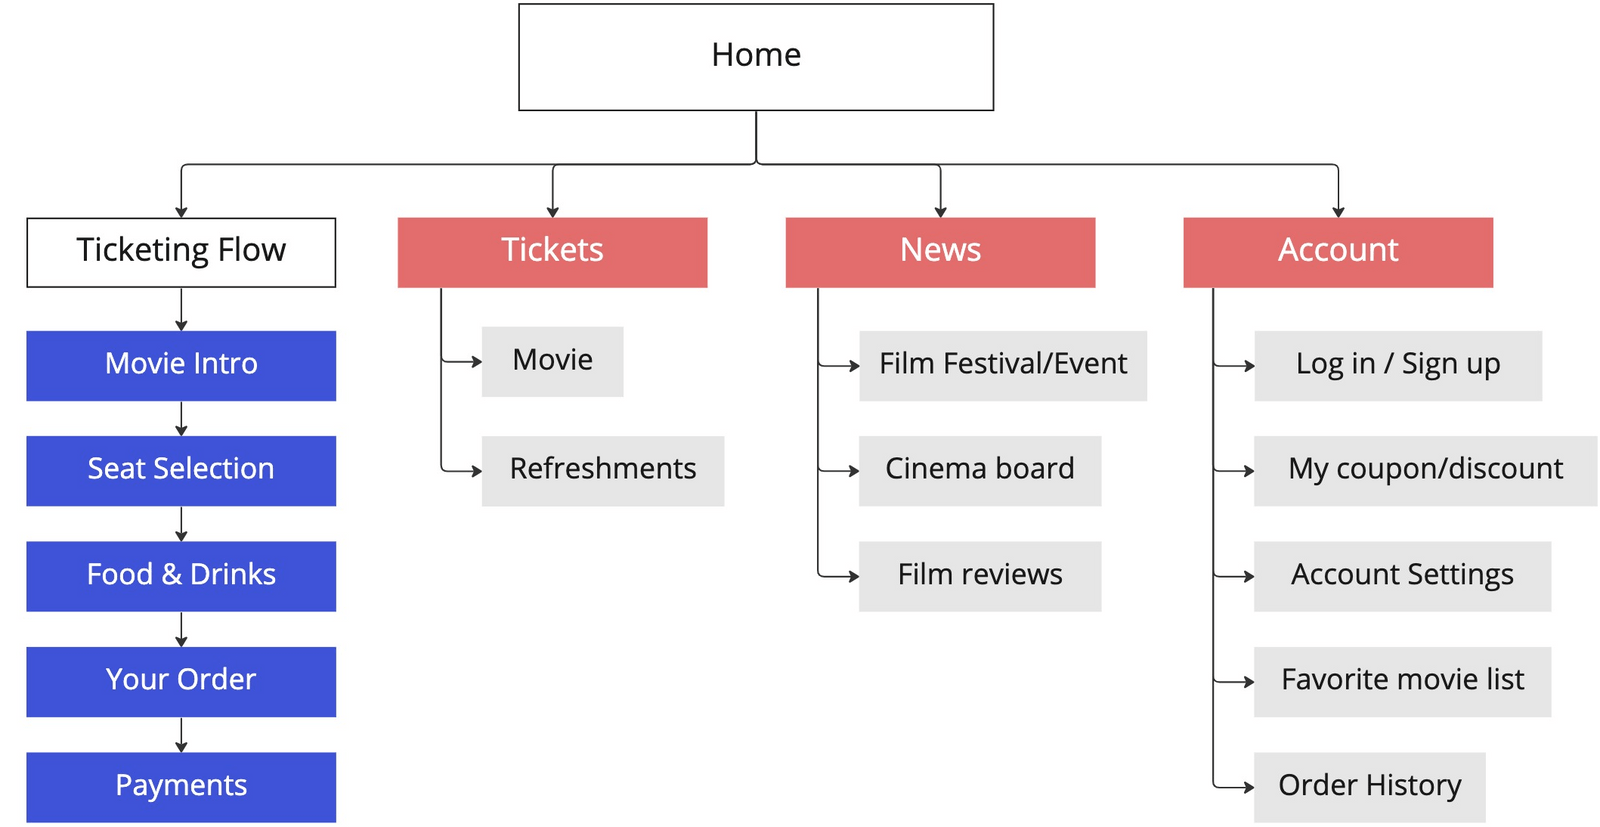 Home
Ticketing Flow
Movie Intro
Seat Selection
Food & Drinks
Your Order
Payments
Tickets
Movie
Refreshments
News
Film Festival/Event
Cinema board
Film reviews
Account
Log in / Sign up
My coupon/discount
Account Settings
Favorite movie list
Order History